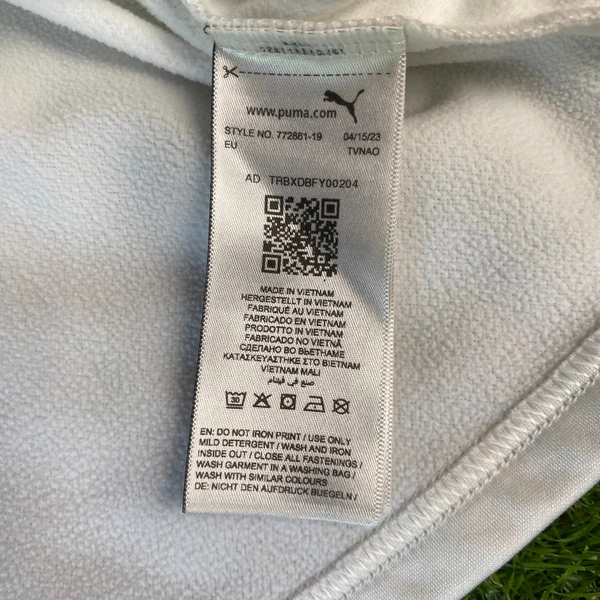 www.puma.com
STYLE NO. 772881-19 04/15/23
EU TVNAO
AD TRBXDBFY00204
MADE IN VIETNAM
HERGESTELLT IN VIETNAM
FABRIQUÉ AU VIETNAM
FABRICADO EN VIETNAM
PRODOTTO IN VIETNAM
FABRICADO NO VIETNÃ
СДЕЛАНО ВО ВЬЕТНАМЕ
ΚΑΤΑΣΚΕΥΑΣΤΗΚΕ ΣΤΟ ΒΙΕΤΝΑΜ
VIETNAM MALI
صنع في فيتنام
30
EN: DO NOT IRON PRINT / USE ONLY
MILD DETERGENT / WASH AND IRON
INSIDE OUT / CLOSE ALL FASTENINGS /
WASH GARMENT IN A WASHING BAG /
WASH WITH SIMILAR COLOURS
DE: NICHT DEN AUFDRUCK BUEGELN /